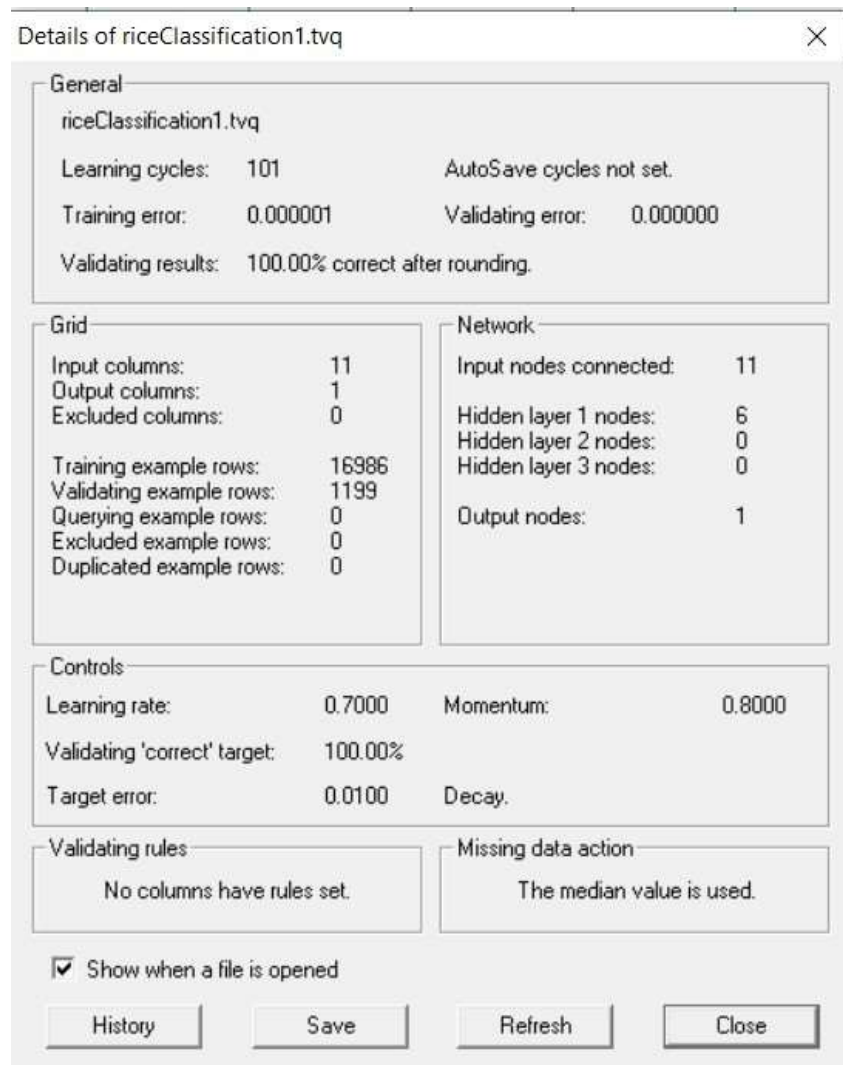 Details of riceClassification1.tvq
General
riceClassification1.tvq
Learning cycles: 101 AutoSave cycles not set.
Training error: 0.000001 Validating error: 0.000000
Validating results: 100.00% correct after rounding.
Grid
Input columns: 11
Output columns: 1
Excluded columns: 0
Training example rows: 16986
Validating example rows: 1199
Querying example rows: 0
Excluded example rows: 0
Duplicated example rows: 0
Network
Input nodes connected: 11
Hidden layer 1 nodes: 6
Hidden layer 2 nodes: 0
Hidden layer 3 nodes: 0
Output nodes: 1
Controls
Learning rate: 0.7000 Momentum: 0.8000
Validating 'correct' target: 100.00%
Target error: 0.0100 Decay.
Validating rules
No columns have rules set.
Missing data action
The median value is used.
Show when a file is opened
History Save Refresh Close